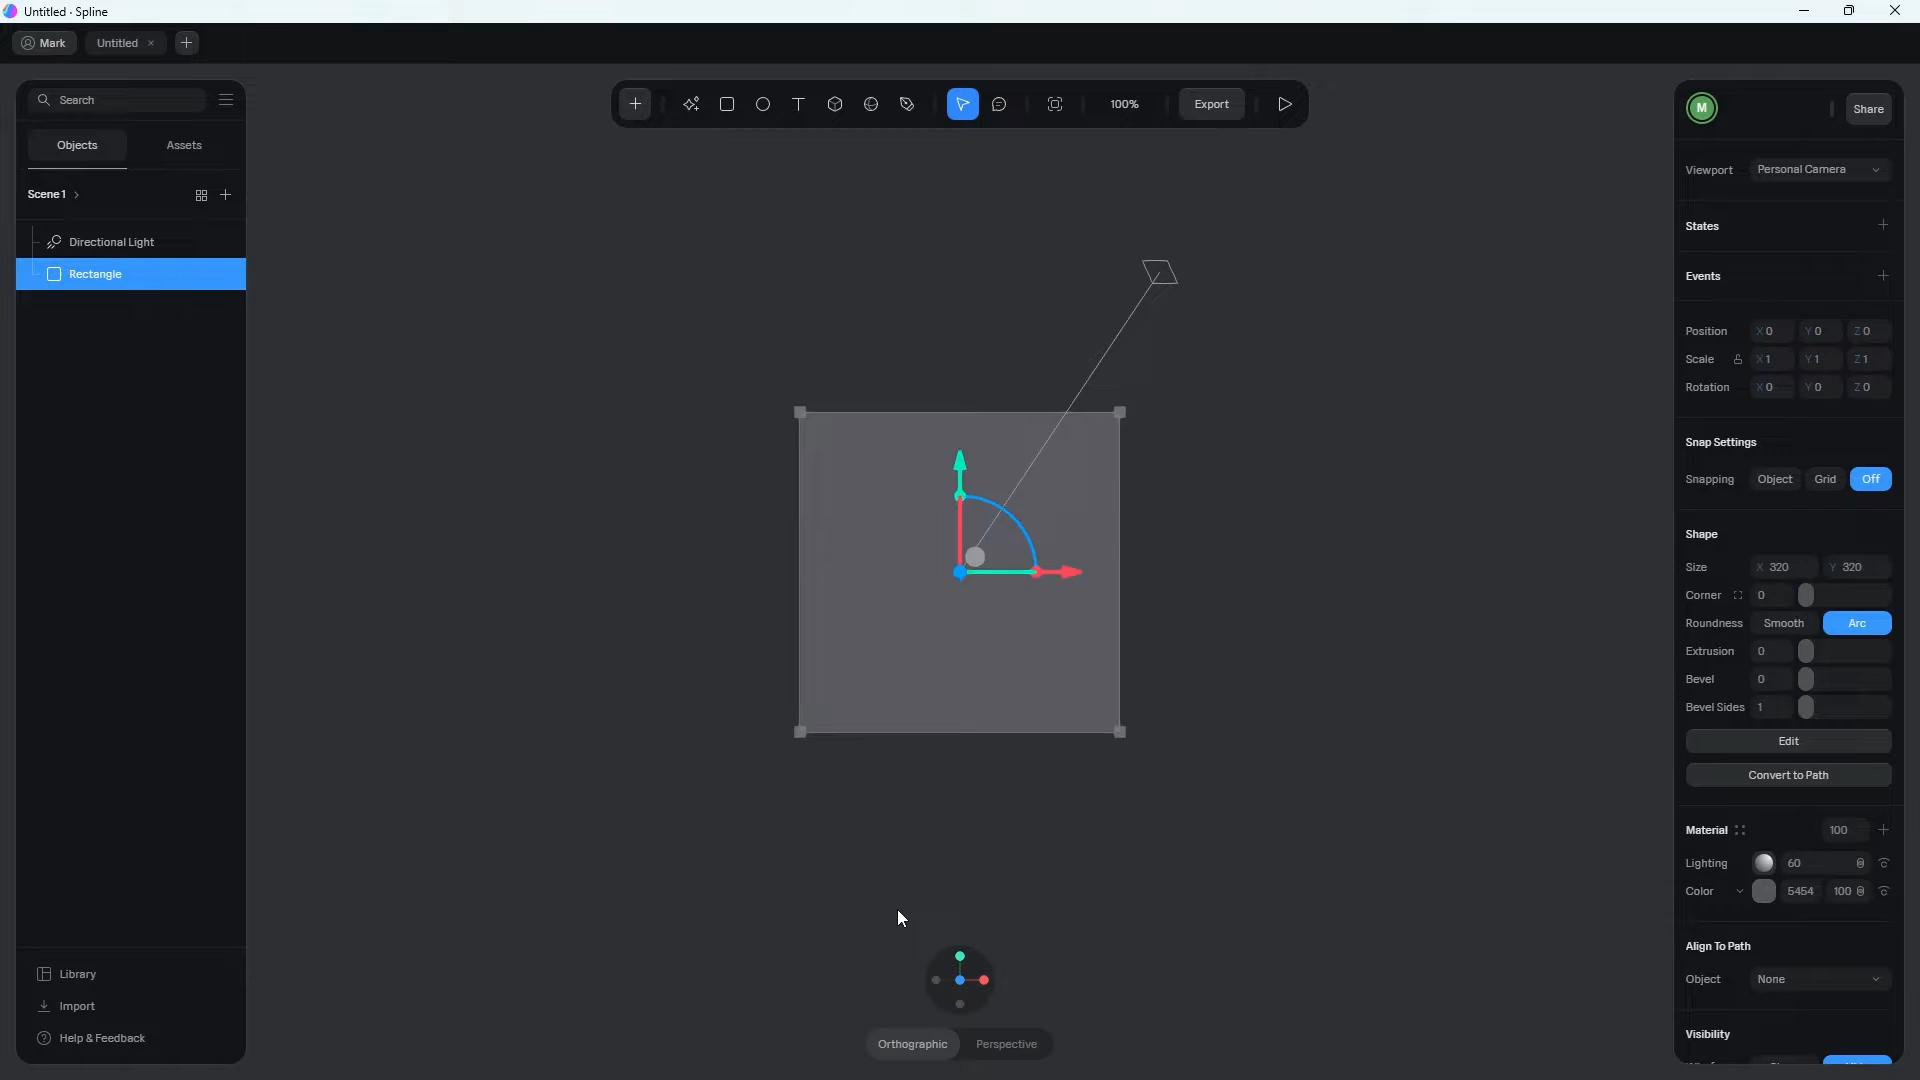 Untitled - Spline
Mark
Untitled
Search
100%
Export
M
Share
Objects
Assets
Viewport
Personal Camera
Scene 1
States
Directional Light
Events
Rectangle
Position X 0 Y 0 Z 0
Scale X 1 Y 1 Z 1
Rotation X 0 Y 0 Z 0
Snap Settings
Snapping Object Grid Off
Shape
Size X 320 Y 320
Corner 0
Roundness Smooth Arc
Extrusion 0
Bevel 0
Bevel Sides 1
Edit
Convert to Path
Material 100
Lighting 60
Color 5454 100
Align To Path
Library
Object None
Import
Visibility
Help & Feedback
Orthographic Perspective